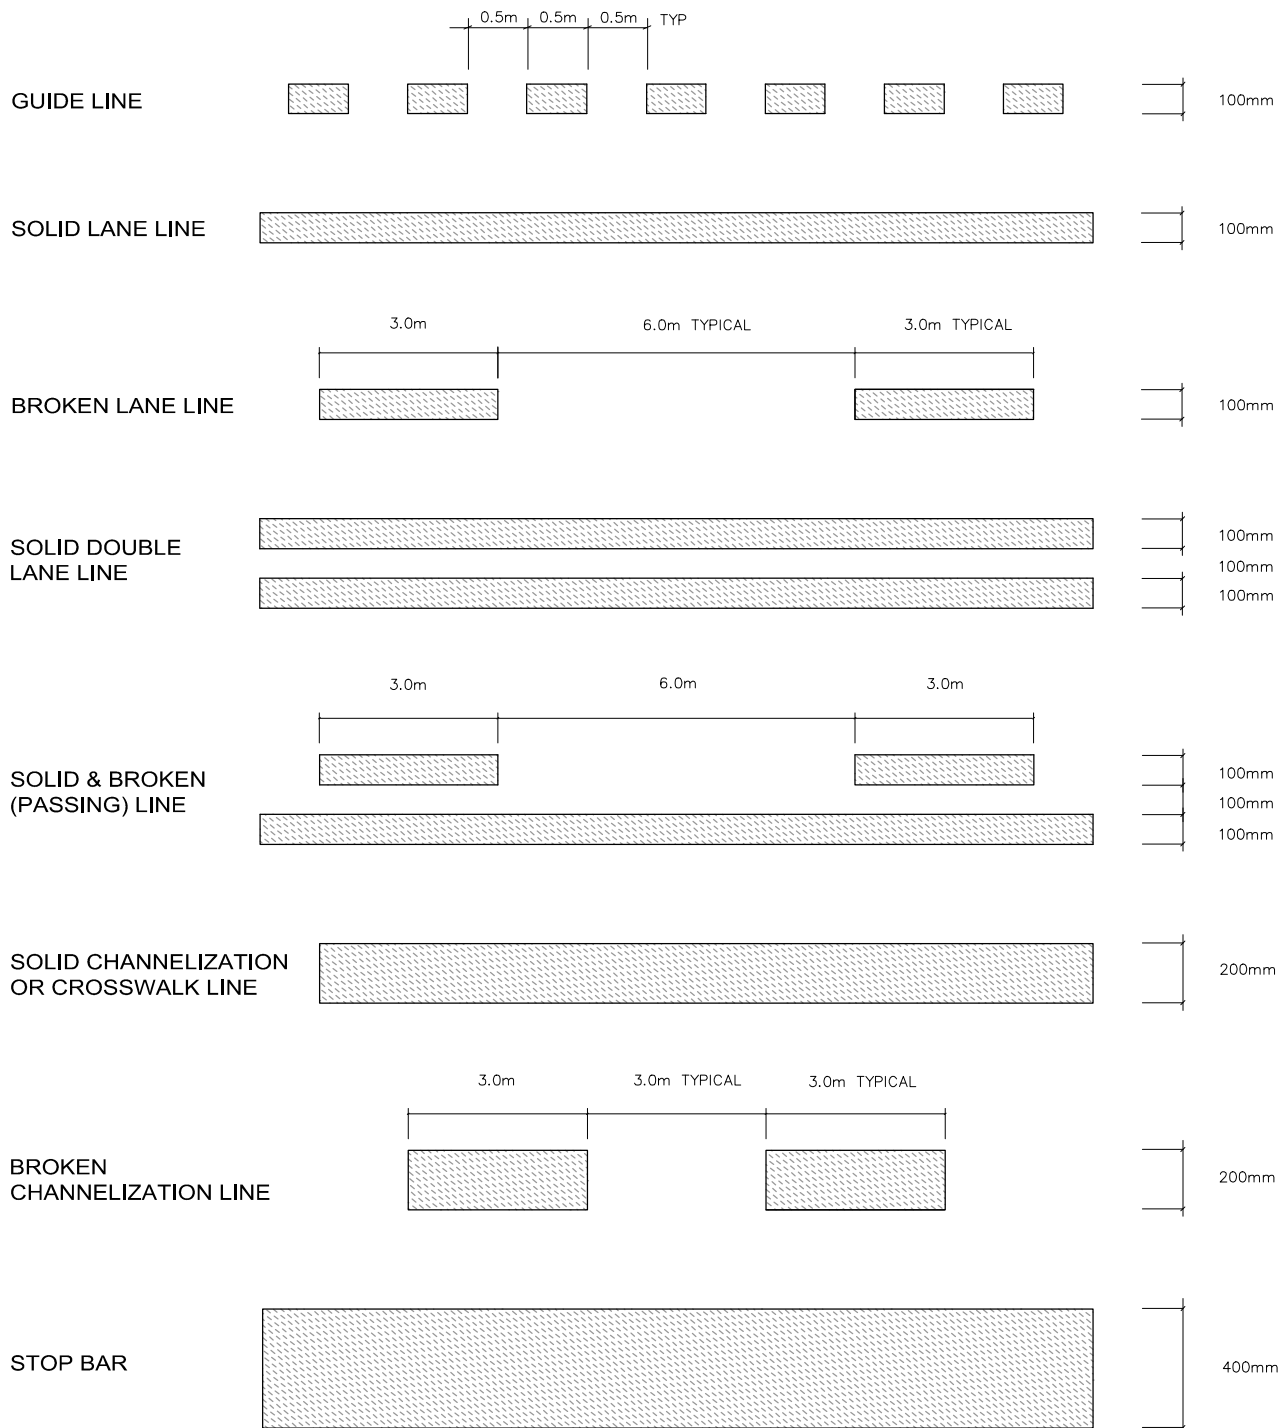 0.5m 0.5m 0.5m TYP
GUIDE LINE
100mm
SOLID LANE LINE
100mm
3.0m 6.0m TYPICAL 3.0m TYPICAL
BROKEN LANE LINE
100mm
SOLID DOUBLE
LANE LINE
100mm
100mm
100mm
3.0m 6.0m 3.0m
SOLID & BROKEN
(PASSING) LINE
100mm
100mm
100mm
SOLID CHANNELIZATION
OR CROSSWALK LINE
200mm
3.0m 3.0m TYPICAL 3.0m TYPICAL
BROKEN
CHANNELIZATION LINE
200mm
STOP BAR
400mm